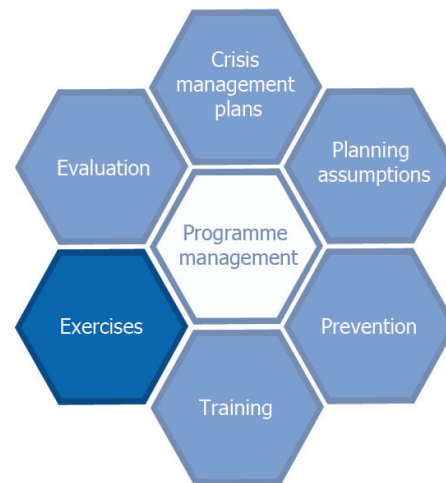 Crisis
management
plans
Evaluation
Planning
assumptions
Programme
management
Exercises
Prevention
Training